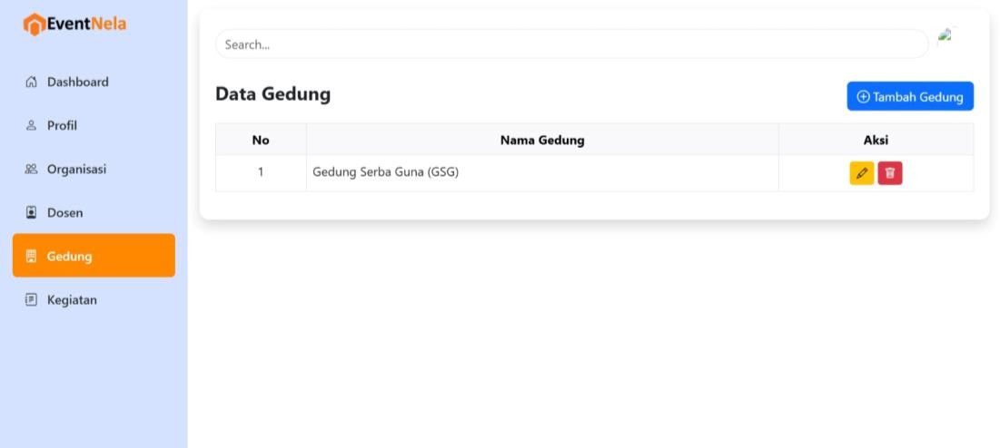 EventNela
Search...
Dashboard
Profil
Organisasi
Dosen
Gedung
Kegiatan
Data Gedung
Tambah Gedung
No Nama Gedung Aksi
1 Gedung Serba Guna (GSG)